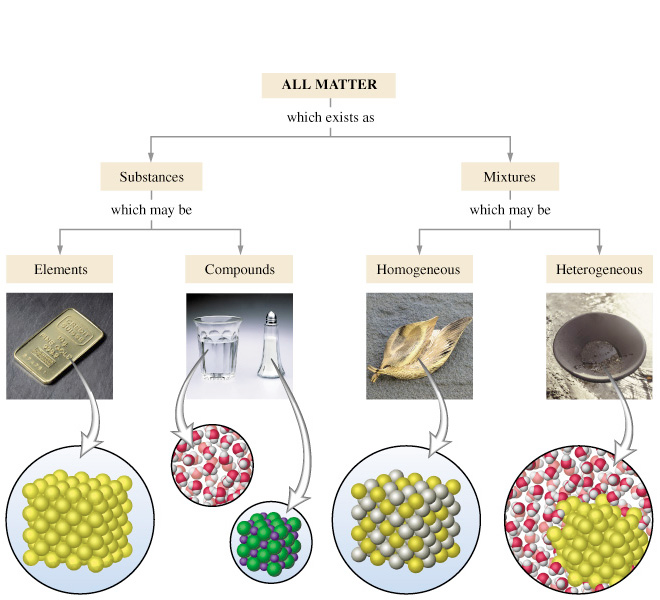 ALL MATTER
which exists as
Substances
Mixtures
which may be
which may be
Elements
Compounds
Homogeneous
Heterogeneous